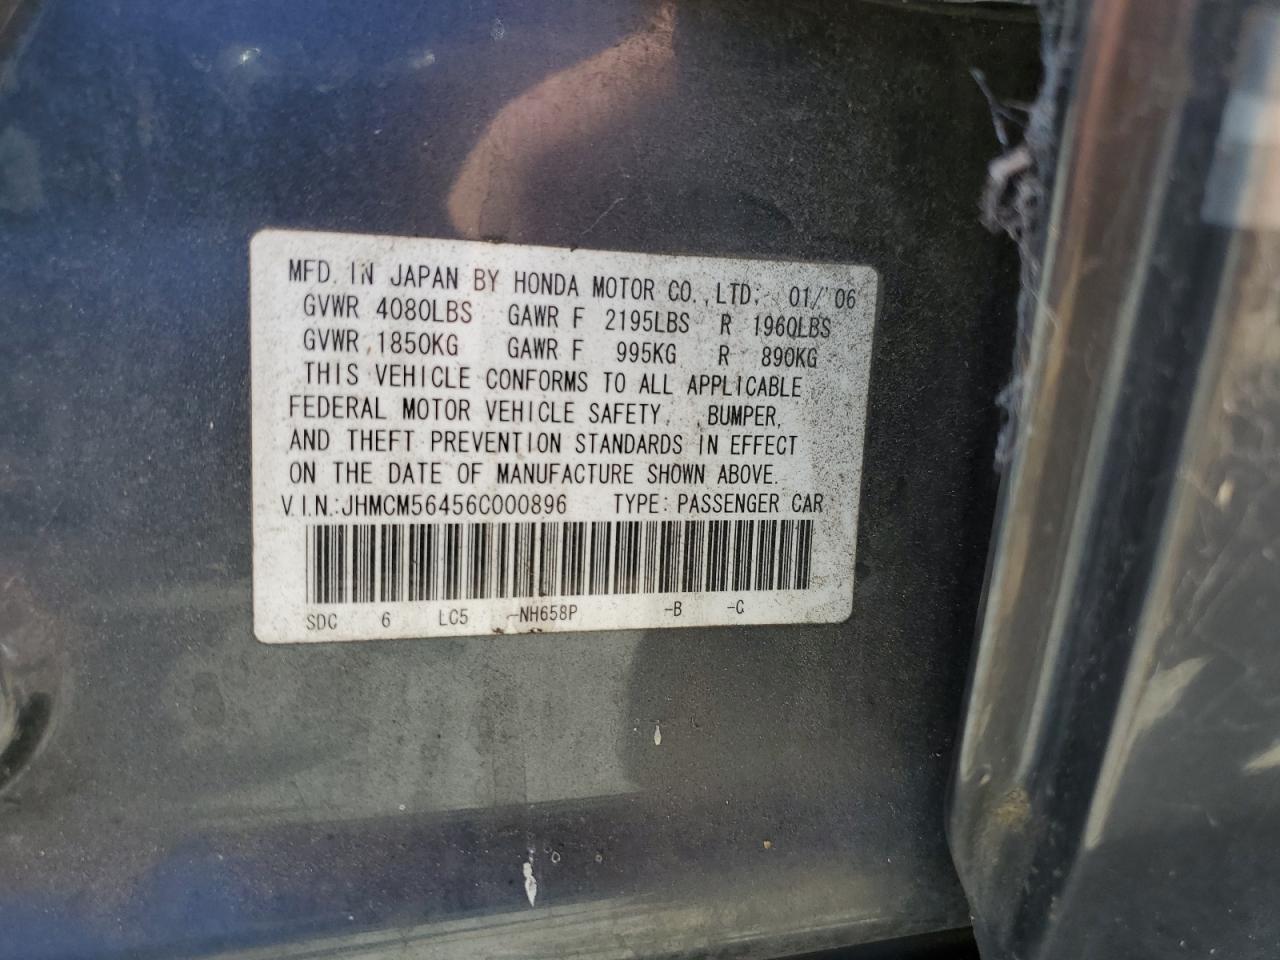 MFD. IN JAPAN BY HONDA MOTOR CO., LTD. 01/'06
GVWR 4080LBS GAWR F 2195LBS R 1960LBS
GVWR 1850KG GAWR F 995KG R 890KG
THIS VEHICLE CONFORMS TO ALL APPLICABLE
FEDERAL MOTOR VEHICLE SAFETY, ,BUMPER,
AND THEFT PREVENTION STANDARDS IN EFFECT
ON THE DATE OF MANUFACTURE SHOWN ABOVE.
V.I.N.:JHMCM56456C000896 TYPE: PASSENGER CAR
SDC 6 LC5 -NH658P -B -C